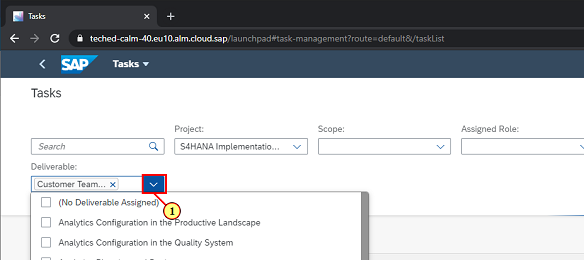 Tasks
teched-calm-40.eu10.alm.cloud.sap/launchpad#task-management?route=default&/taskList
SAP Tasks
Tasks
Project: Scope: Assigned Role:
Search S4HANA Implementatio...
Deliverable:
Customer Team...
1
(No Deliverable Assigned)
Analytics Configuration in the Productive Landscape
Analytics Configuration in the Quality System